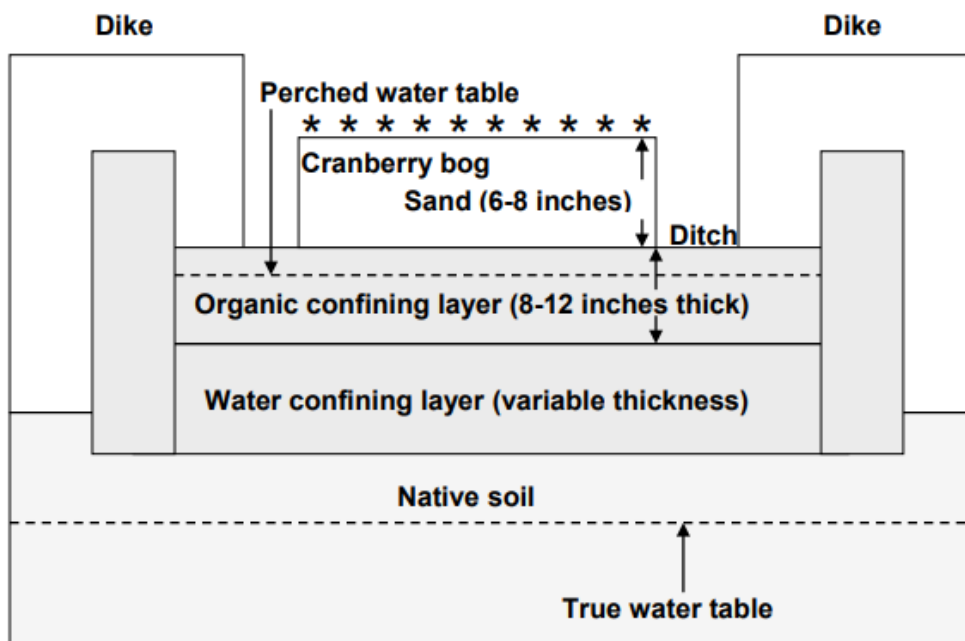 Dike
Dike
Perched water table
* * * * * * * * * *
Cranberry bog
Sand (6-8 inches)
Ditch
Organic confining layer (8-12 inches thick)
Water confining layer (variable thickness)
Native soil
True water table